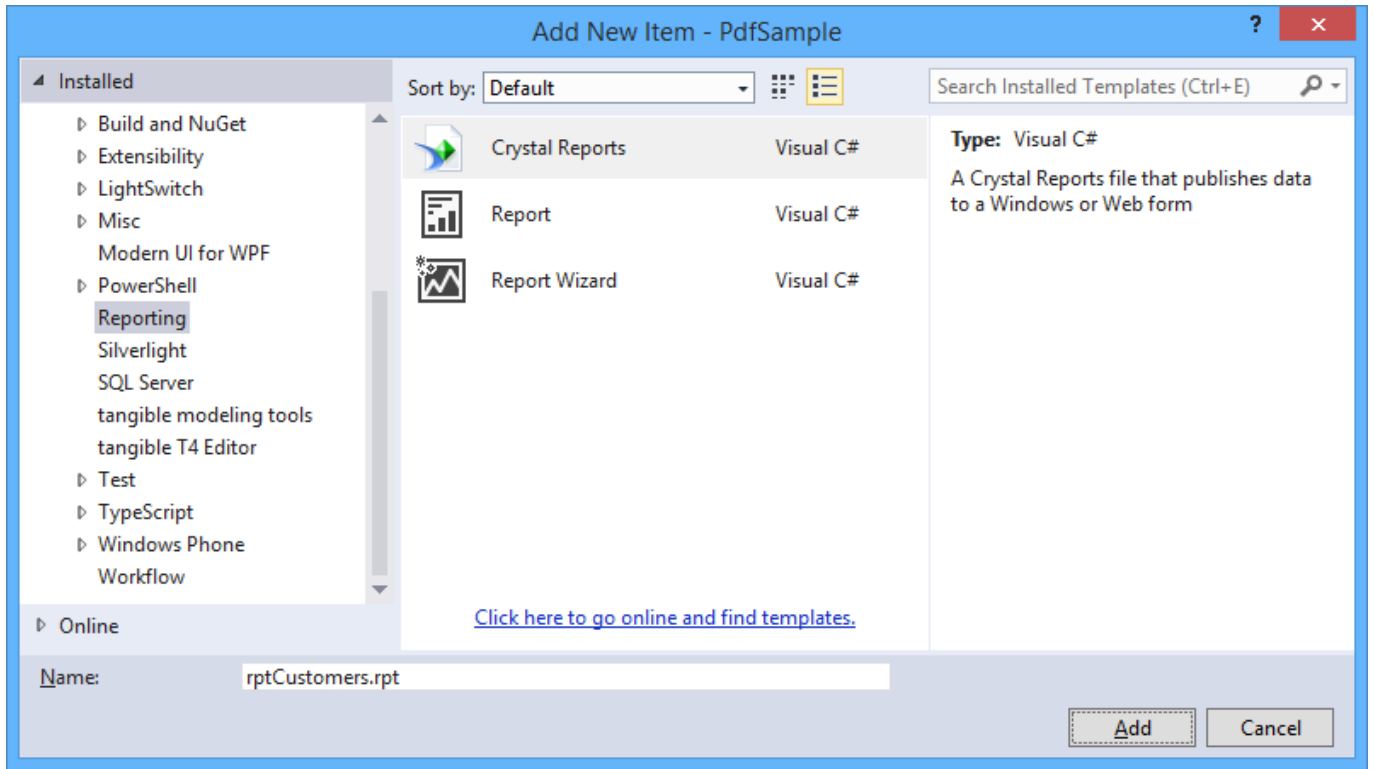 Add New Item - PdfSample
?
Installed
Build and NuGet
Extensibility
LightSwitch
Misc
Modern UI for WPF
PowerShell
Reporting
Silverlight
SQL Server
tangible modeling tools
tangible T4 Editor
Test
TypeScript
Windows Phone
Workflow
Online
Sort by: Default
Crystal Reports Visual C#
Report Visual C#
Report Wizard Visual C#
Click here to go online and find templates.
Search Installed Templates (Ctrl+E)
Type: Visual C#
A Crystal Reports file that publishes data
to a Windows or Web form
Name: rptCustomers.rpt
Add Cancel